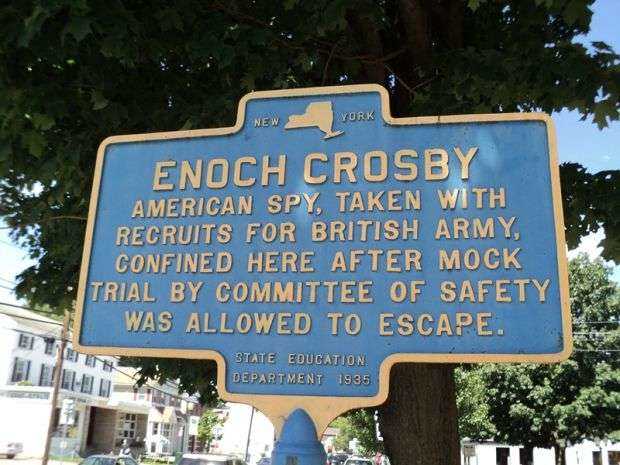 NEW YORK
ENOCH CROSBY
AMERICAN SPY, TAKEN WITH
RECRUITS FOR BRITISH ARMY,
CONFINED HERE AFTER MOCK
TRIAL BY COMMITTEE OF SAFETY
WAS ALLOWED TO ESCAPE.
STATE EDUCATION
DEPARTMENT 1935